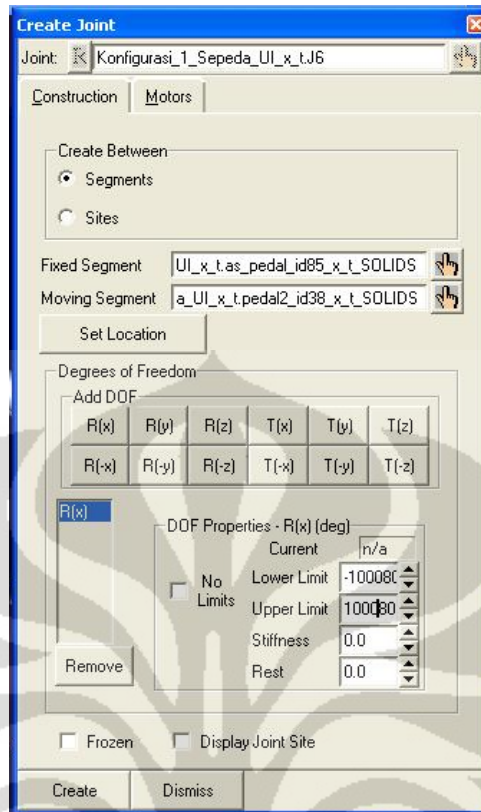 Create Joint
Joint: Konfigurasi_1_Sepeda_UI_x_t.J6
Construction Motors
Create Between
Segments
Sites
Fixed Segment UI_x_t.as_pedal_id85_x_t_SOLIDS
Moving Segment a_UI_x_t.pedal2_id38_x_t_SOLIDS
Set Location
Degrees of Freedom
Add DOF
R(x) R(y) R(z) T(x) T(y) T(z)
R(-x) R(-y) R(-z) T(-x) T(-y) T(-z)
R(x)
DOF Properties - R(x) (deg)
Current n/a
No Limits
Lower Limit -100080
Upper Limit 100080
Stiffness 0.0
Rest 0.0
Remove
Frozen Display Joint Site
Create Dismiss